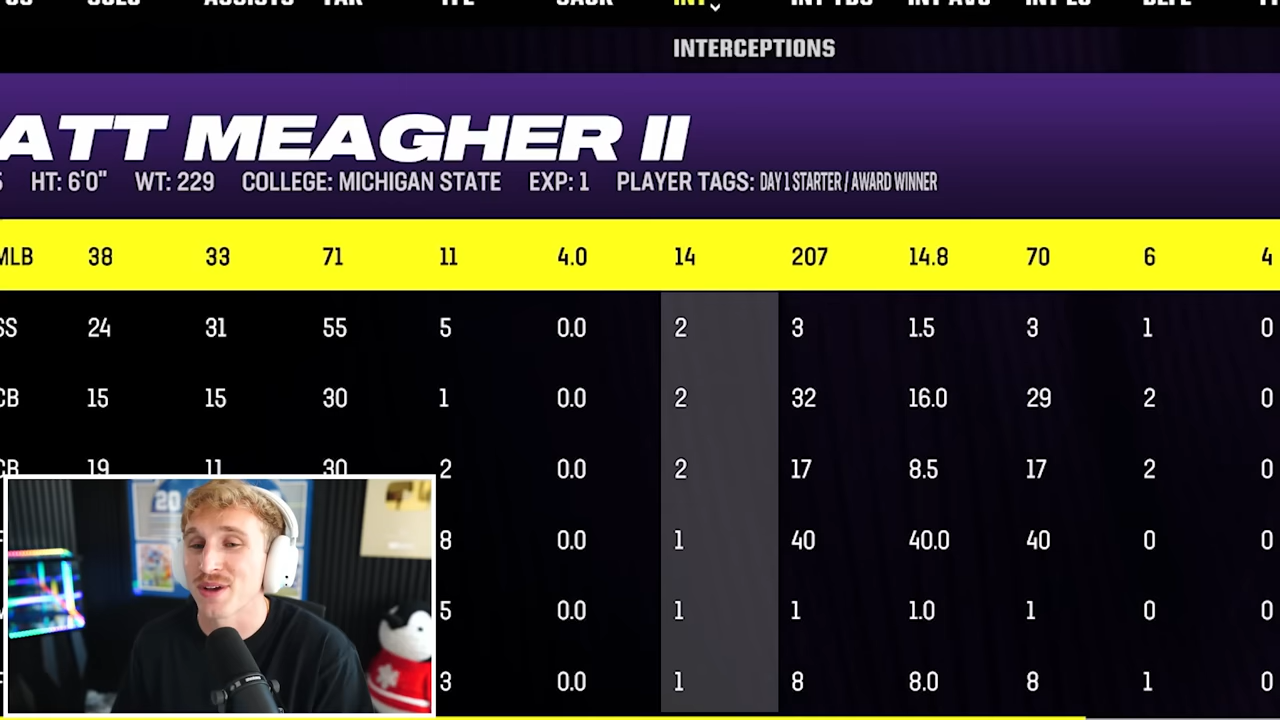 ASSISTS
INTERCEPTIONS
ATT MEAGHER II
HT: 6'0" WT: 229 COLLEGE: MICHIGAN STATE EXP: 1 PLAYER TAGS: DAY 1 STARTER / AWARD WINNER
MLB 38 33 71 11 4.0 14 207 14.8 70 6 4
SS 24 31 55 5 0.0 2 3 1.5 3 1 0
CB 15 15 30 1 0.0 2 32 16.0 29 2 0
CB 19 11 30 2 0.0 2 17 8.5 17 2 0
8 0.0 1 40 40.0 40 0 0
5 0.0 1 1 1.0 1 0 0
3 0.0 1 8 8.0 8 1 0
20